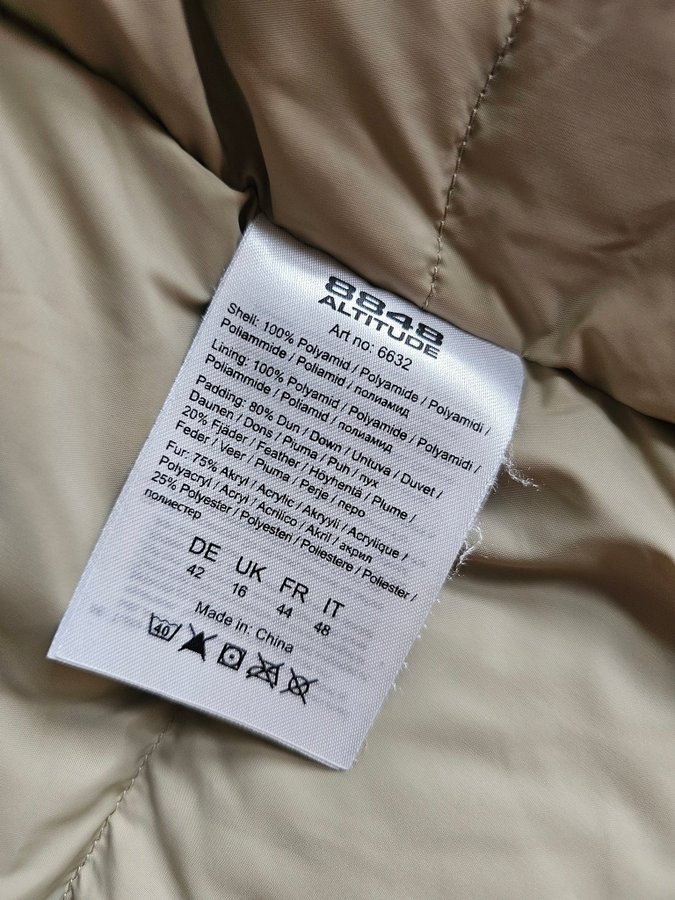 8848
ALTITUDE
Art no: 6632
Shell: 100% Polyamid / Polyamide / Polyamidi /
Poliammide / Poliamid / полиамид
Lining: 100% Polyamid / Polyamide / Polyamidi /
Poliammide / Poliamid / полиамид
Padding: 80% Dun / Down / Untuva / Duvet /
Daunen / Dons / Piuma / Puh / пух
20% Fjäder / Feather / Höyhentä / Plume /
Feder / Veer / Piuma / Perje / перо
Fur: 75% Akryl / Acrylic / Akryyli / Acrylique /
Polyacryl / Acryl / Acrilico / Akril / акрил
25% Polyester / Polyesteri / Poliestere / Poliester /
полиестер
DE UK FR IT
42 16 44 48
Made in: China
40